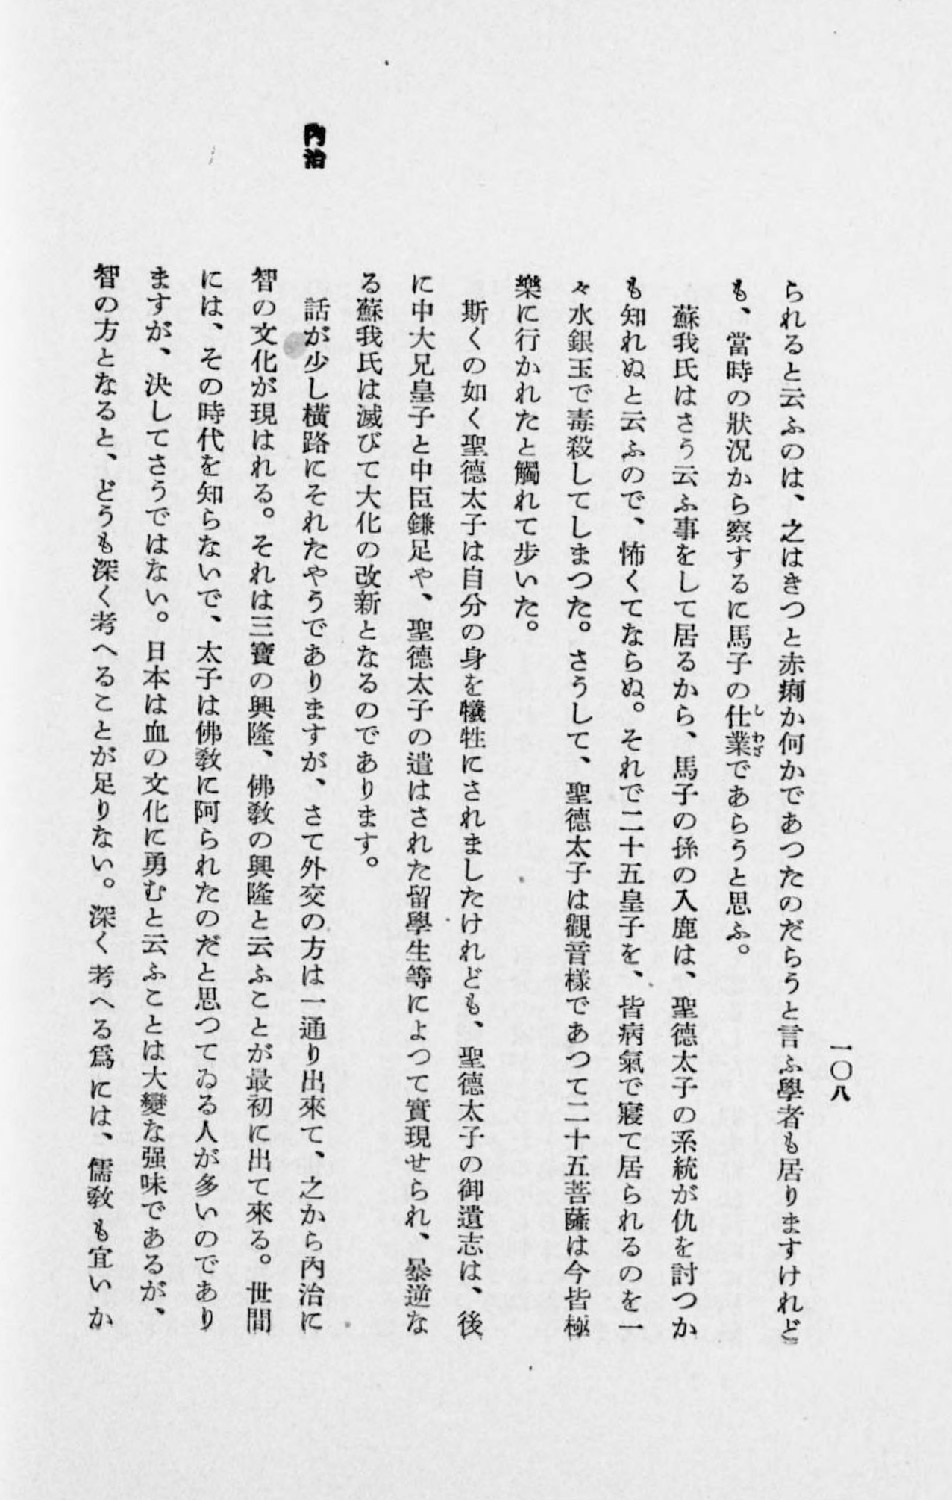 一〇八
られると云ふのは、之はきつと赤痢か何かであつたのだらうと言ふ學者も居りますけれど
も、當時の狀況から察するに馬子の仕業であらうと思ふ。
しわざ
蘇我氏はさう云ふ事をして居るから、馬子の孫の入鹿は、聖德太子の系統が仇を討つか
も知れぬと云ふので、怖くてならぬ。それで二十五皇子を、皆病氣で寢て居られるのを一
々水銀玉で毒殺してしまつた。さうして、聖德太子は觀音樣であつて二十五菩薩は今皆極
樂に行かれたと觸れて步いた。
斯くの如く聖德太子は自分の身を犧牲にされましたけれども、聖德太子の御遺志は、後
に中大兄皇子と中臣鎌足や、聖德太子の遣はされた留學生等によつて實現せられ、暴逆な
る蘇我氏は滅びて大化の改新となるのであります。
內治
話が少し橫路にそれたやうでありますが、さて外交の方は一通り出來て、之から內治に
智の文化が現はれる。それは三寶の興隆、佛敎の興隆と云ふことが最初に出て來る。世間
には、その時代を知らないで、太子は佛敎に阿られたのだと思つてゐる人が多いのであり
ますが、決してさうではない。日本は血の文化に勇むと云ふことは大變な强味であるが、
智の方となると、どうも深く考へることが足りない。深く考へる爲には、儒敎も宜いか